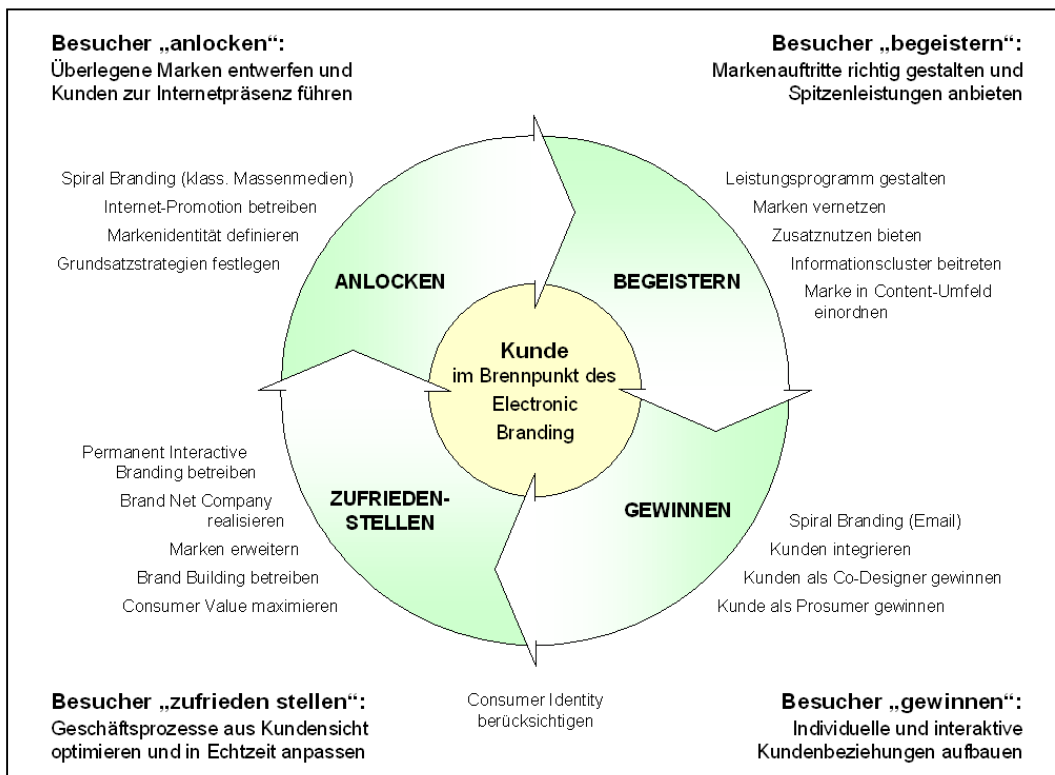 Besucher „anlocken“:
Überlegene Marken entwerfen und
Kunden zur Internetpräsenz führen
Besucher „begeistern“:
Markenauftritte richtig gestalten und
Spitzenleistungen anbieten
Spiral Branding (klass. Massenmedien)
Internet-Promotion betreiben
Markenidentität definieren
Grundsatzstrategien festlegen
ANLOCKEN
BEGEISTERN
Leistungsprogramm gestalten
Marken vernetzen
Zusatznutzen bieten
Informationscluster beitreten
Marke in Content-Umfeld
einordnen
Kunde
im Brennpunkt des
Electronic
Branding
Permanent Interactive
Branding betreiben
Brand Net Company
realisieren
Marken erweitern
Brand Building betreiben
Consumer Value maximieren
ZUFRIEDEN-
STELLEN
GEWINNEN
Spiral Branding (Email)
Kunden integrieren
Kunden als Co-Designer gewinnen
Kunde als Prosumer gewinnen
Besucher „zufrieden stellen“:
Geschäftsprozesse aus Kundensicht
optimieren und in Echtzeit anpassen
Consumer Identity
berücksichtigen
Besucher „gewinnen“:
Individuelle und interaktive
Kundenbeziehungen aufbauen